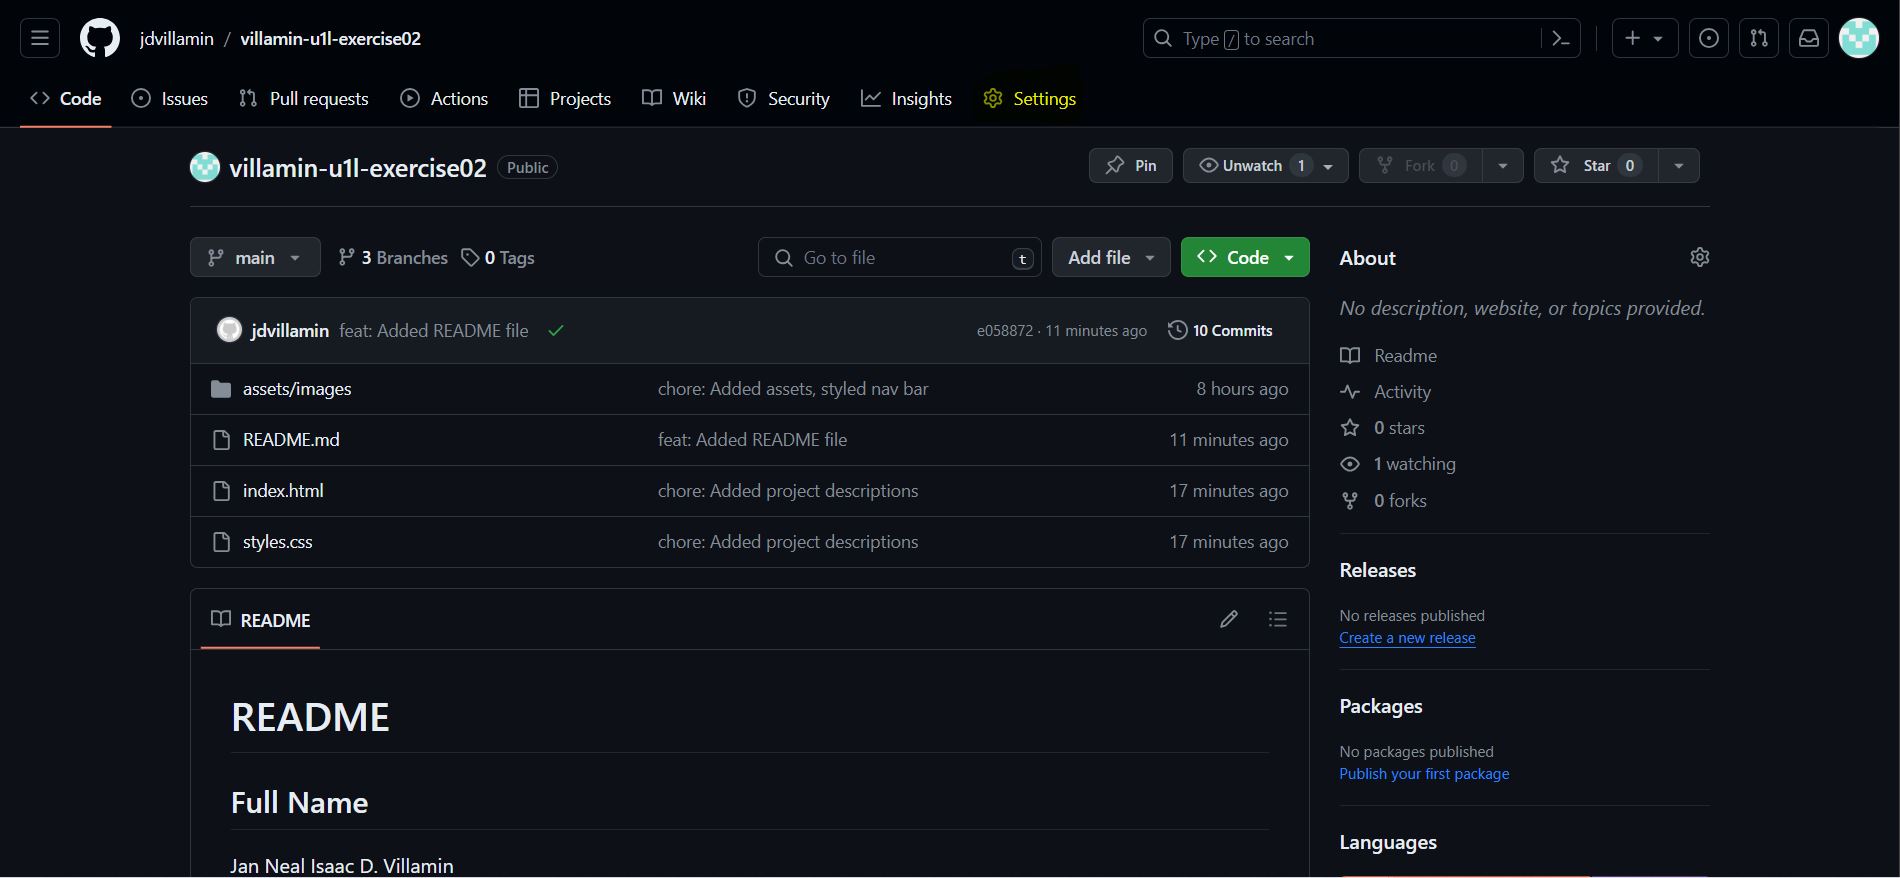 jdvillamin / villamin-u1l-exercise02
Type / to search
Code Issues Pull requests Actions Projects Wiki Security Insights Settings
villamin-u1l-exercise02 Public
Pin Unwatch 1 Fork 0 Star 0
main 3 Branches 0 Tags Go to file t Add file Code
jdvillamin feat: Added README file e058872 · 11 minutes ago 10 Commits
assets/images chore: Added assets, styled nav bar 8 hours ago
README.md feat: Added README file 11 minutes ago
index.html chore: Added project descriptions 17 minutes ago
styles.css chore: Added project descriptions 17 minutes ago
README
README
Full Name
Jan Neal Isaac D. Villamin
About
No description, website, or topics provided.
Readme
Activity
0 stars
1 watching
0 forks
Releases
No releases published
Create a new release
Packages
No packages published
Publish your first package
Languages